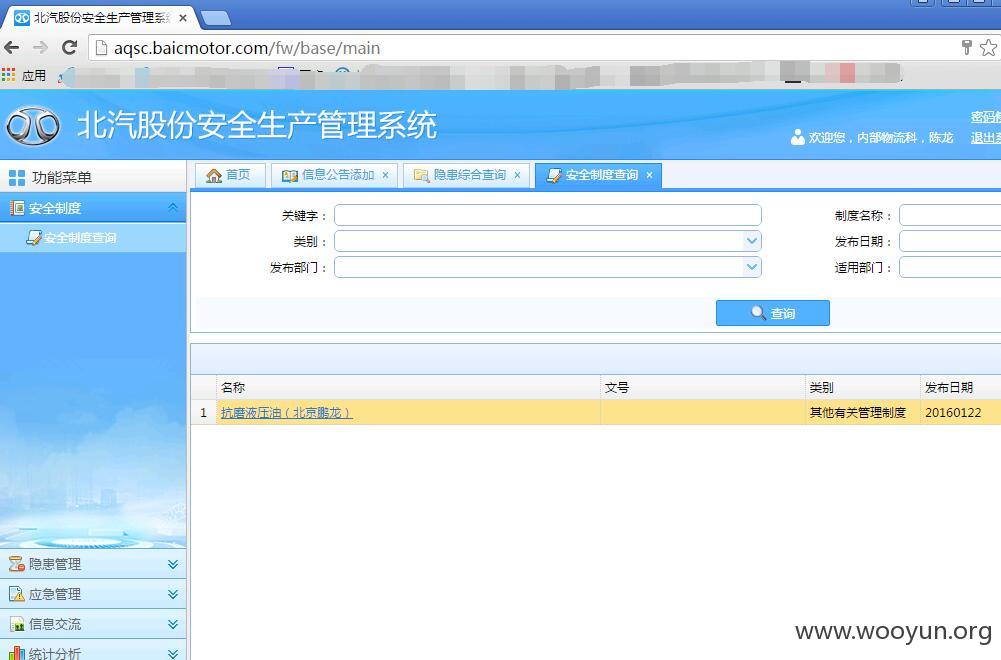 北汽股份安全生产管理系统
aqsc.baicmotor.com/fw/base/main
应用
北汽股份安全生产管理系统
欢迎您，内部物流科，陈龙
功能菜单
首页
信息公告添加
隐患综合查询
安全制度查询
安全制度
安全制度查询
关键字：
制度名称：
类别：
发布日期：
发布部门：
适用部门：
查询
名称 文号 类别 发布日期
1 抗磨液压油（北京鹏龙） 其他有关管理制度 20160122
隐患管理
应急管理
信息交流
统计分析
www.wooyun.org